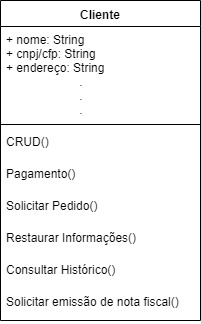 Cliente
+ nome: String
+ cnpj/cfp: String
+ endereço: String
.
.
.
CRUD()
Pagamento()
Solicitar Pedido()
Restaurar Informações()
Consultar Histórico()
Solicitar emissão de nota fiscal()